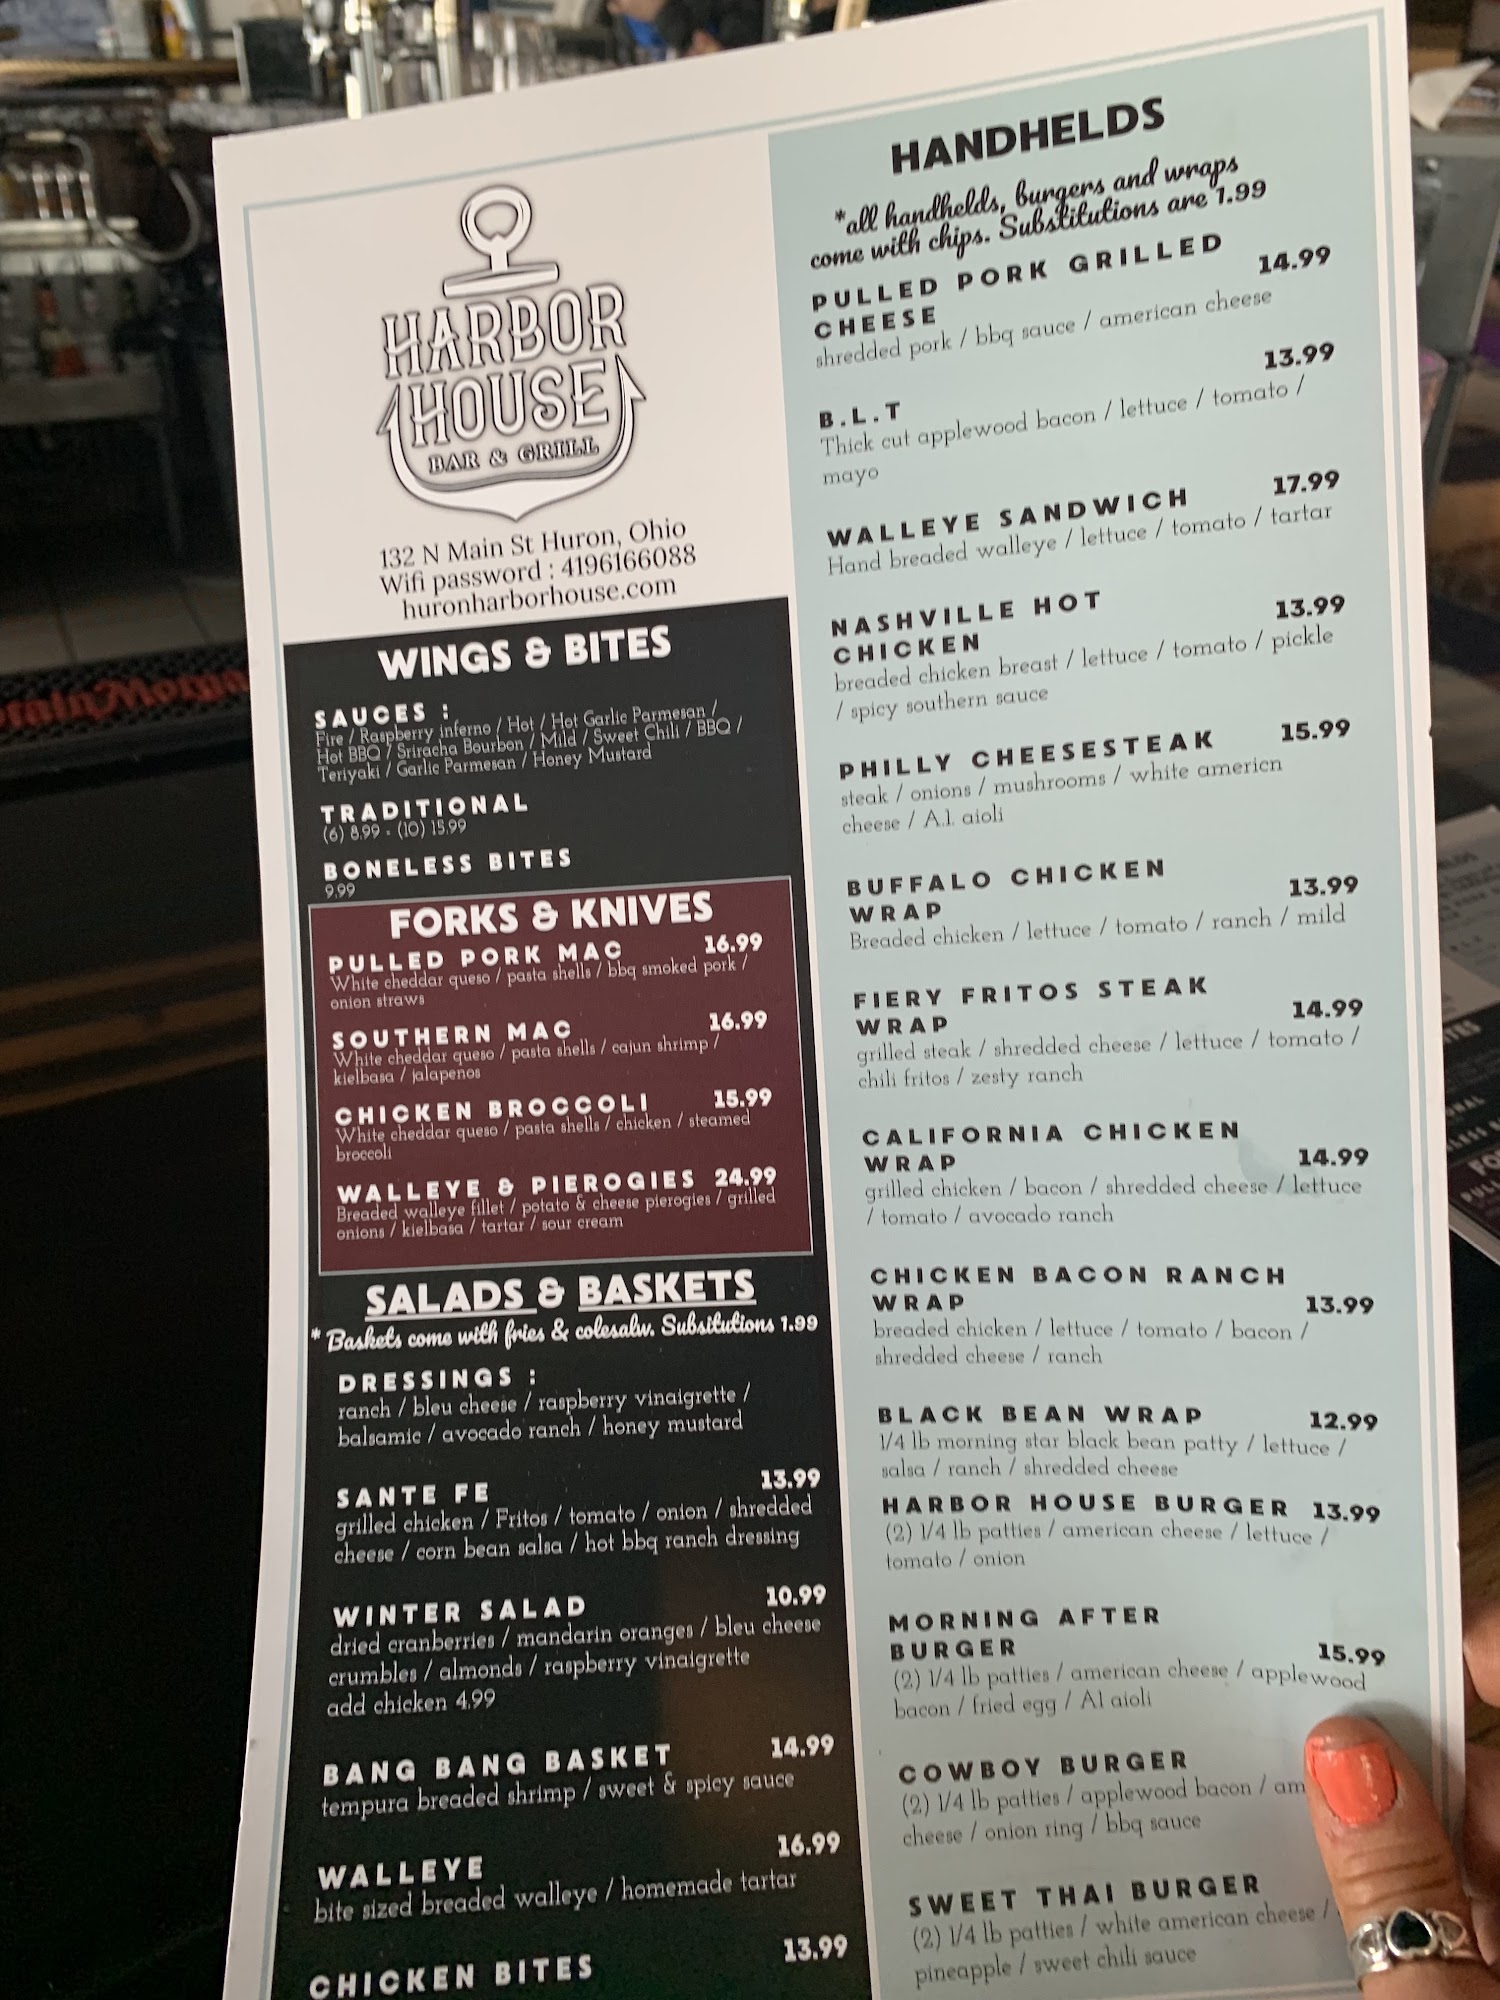 HARBOR
HOUSE
BAR & GRILL
132 N Main St Huron, Ohio
Wifi password : 4196166088
huronharborhouse.com
WINGS & BITES
SAUCES :
Fire / Raspberry inferno / Hot / Hot Garlic Parmesan /
Hot BBQ / Sriracha Bourbon / Mild / Sweet Chili / BBQ /
Teriyaki / Garlic Parmesan / Honey Mustard
TRADITIONAL
(6) 8.99 - (10) 15.99
BONELESS BITES
9.99
FORKS & KNIVES
PULLED PORK MAC 16.99
White cheddar queso / pasta shells / bbq smoked pork /
onion straws
SOUTHERN MAC 16.99
White cheddar queso / pasta shells / cajun shrimp /
kielbasa / jalapenos
CHICKEN BROCCOLI 15.99
White cheddar queso / pasta shells / chicken / steamed
broccoli
WALLEYE & PIEROGIES 24.99
Breaded walleye fillet / potato & cheese pierogies / grilled
onions / kielbasa / tartar / sour cream
SALADS & BASKETS
* Baskets come with fries & colesalw. Subsitutions 1.99
DRESSINGS :
ranch / bleu cheese / raspberry vinaigrette /
balsamic / avocado ranch / honey mustard
SANTE FE 13.99
grilled chicken / Fritos / tomato / onion / shredded
cheese / corn bean salsa / hot bbq ranch dressing
WINTER SALAD 10.99
dried cranberries / mandarin oranges / bleu cheese
crumbles / almonds / raspberry vinaigrette
add chicken 4.99
BANG BANG BASKET 14.99
tempura breaded shrimp / sweet & spicy sauce
WALLEYE 16.99
bite sized breaded walleye / homemade tartar
CHICKEN BITES 13.99
HANDHELDS
*all handhelds, burgers and wraps
come with chips. Substitutions are 1.99
PULLED PORK GRILLED
CHEESE 14.99
shredded pork / bbq sauce / american cheese
B.L.T 13.99
Thick cut applewood bacon / lettuce / tomato /
mayo
WALLEYE SANDWICH 17.99
Hand breaded walleye / lettuce / tomato / tartar
NASHVILLE HOT
CHICKEN 13.99
breaded chicken breast / lettuce / tomato / pickle
/ spicy southern sauce
PHILLY CHEESESTEAK 15.99
steak / onions / mushrooms / white americn
cheese / A.1. aioli
BUFFALO CHICKEN
WRAP 13.99
Breaded chicken / lettuce / tomato / ranch / mild
FIERY FRITOS STEAK
WRAP 14.99
grilled steak / shredded cheese / lettuce / tomato /
chili fritos / zesty ranch
CALIFORNIA CHICKEN
WRAP 14.99
grilled chicken / bacon / shredded cheese / lettuce
/ tomato / avocado ranch
CHICKEN BACON RANCH
WRAP 13.99
breaded chicken / lettuce / tomato / bacon /
shredded cheese / ranch
BLACK BEAN WRAP 12.99
1/4 lb morning star black bean patty / lettuce /
salsa / ranch / shredded cheese
HARBOR HOUSE BURGER 13.99
(2) 1/4 lb patties / american cheese / lettuce /
tomato / onion
MORNING AFTER
BURGER 15.99
(2) 1/4 lb patties / american cheese / applewood
bacon / fried egg / A1 aioli
COWBOY BURGER
(2) 1/4 lb patties / applewood bacon / am
cheese / onion ring / bbq sauce
SWEET THAI BURGER
(2) 1/4 lb patties / white american cheese /
pineapple / sweet chili sauce